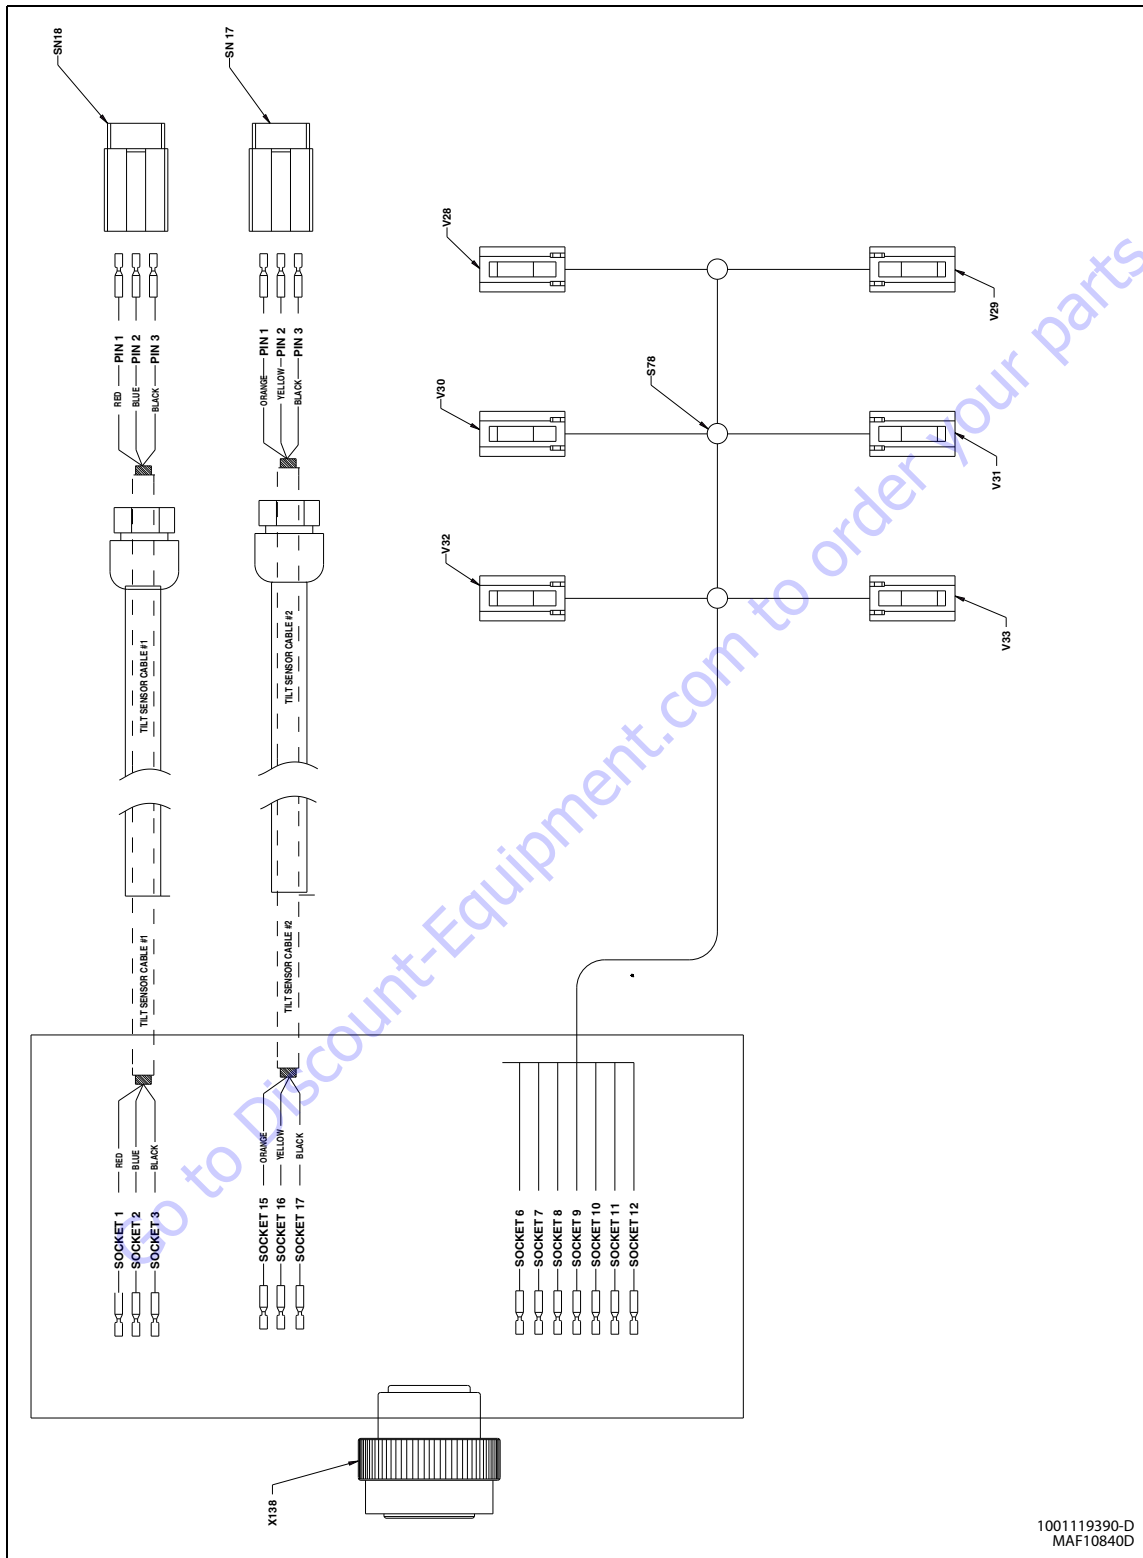 SN18
SN 17
RED
PIN 1
BLUE
PIN 2
BLACK
PIN 3
ORANGE
PIN 1
YELLOW
PIN 2
BLACK
PIN 3
TILT SENSOR CABLE #1
TILT SENSOR CABLE #2
TILT SENSOR CABLE #1
TILT SENSOR CABLE #2
V28
V29
V30
S78
V31
V32
V33
SOCKET 1
RED
SOCKET 2
BLUE
SOCKET 3
BLACK
SOCKET 15
ORANGE
SOCKET 16
YELLOW
SOCKET 17
BLACK
SOCKET 6
SOCKET 7
SOCKET 8
SOCKET 9
SOCKET 10
SOCKET 11
SOCKET 12
X138
Go to Discount-Equipment.com to order your parts
1001119390-D
MAF10840D